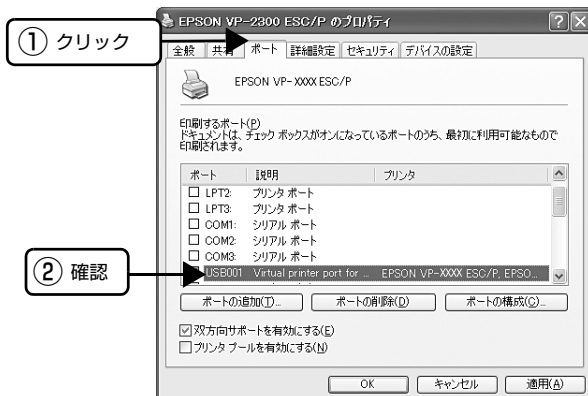 EPSON VP-2300 ESC/P のプロパティ
① クリック
全般 共有 ポート 詳細設定 セキュリティ デバイスの設定
EPSON VP-XXXX ESC/P
印刷するポート(P)
ドキュメントは、チェック ボックスがオンになっているポートのうち、最初に利用可能なもので
印刷されます。
ポート 説明 プリンタ
LPT2: プリンタ ポート
LPT3: プリンタ ポート
COM1: シリアル ポート
COM2: シリアル ポート
COM3: シリアル ポート
② 確認
USB001 Virtual printer port for ... EPSON VP-XXXX ESC/P, EPSO...
ポートの追加(T)... ポートの削除(D) ポートの構成(C)...
双方向サポートを有効にする(E)
プリンタ プールを有効にする(N)
OK キャンセル 適用(A)